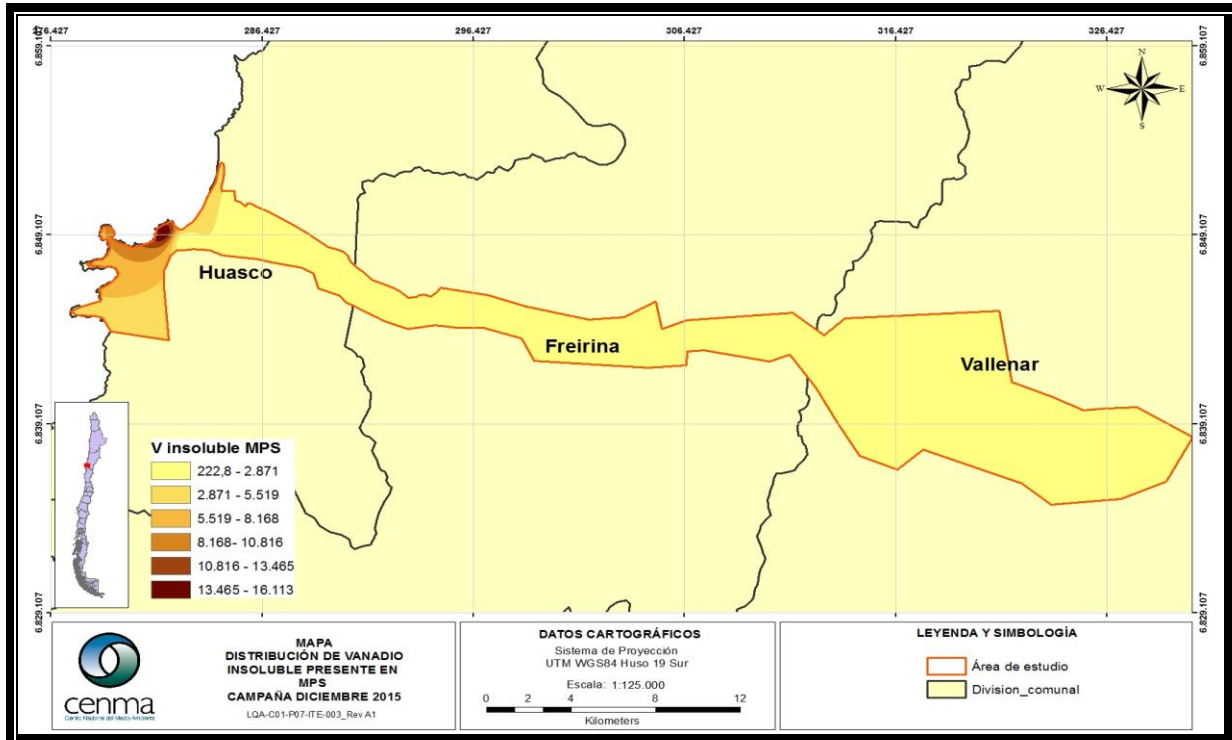 276.427
286.427
296.427
306.427
316.427
326.427
6.859.107
6.859.107
N
W
E
S
6.849.107
6.849.107
Huasco
Freirina
Vallenar
6.839.107
6.839.107
V insoluble MPS
222,8 - 2.871
2.871 - 5.519
5.519 - 8.168
8.168- 10.816
10.816 - 13.465
13.465 - 16.113
6.829.107
6.829.107
cenma
Centro Nacional del Medio Ambiente
MAPA
DISTRIBUCIÓN DE VANADIO
INSOLUBLE PRESENTE EN
MPS
CAMPAÑA DICIEMBRE 2015
LQA-C01-P07-ITE-003_Rev A1
DATOS CARTOGRÁFICOS
Sistema de Proyección
UTM WGS84 Huso 19 Sur
Escala: 1:125.000
0 2 4 8 12
Kilometers
LEYENDA Y SIMBOLOGÍA
Área de estudio
Division_comunal